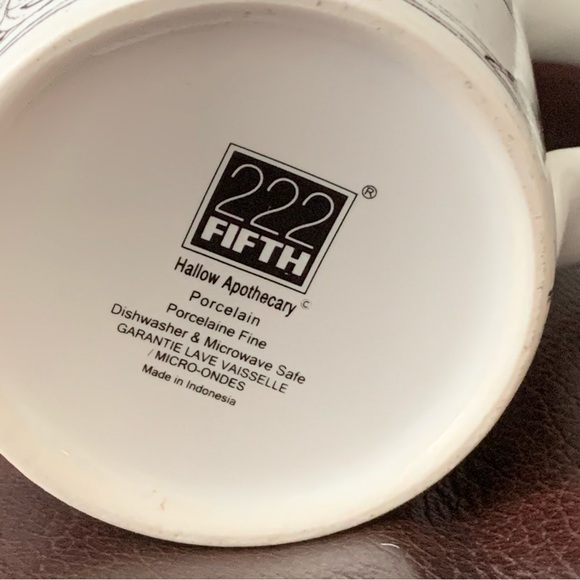 222
FIFTH ®
Hallow Apothecary ©
Porcelain
Porcelaine Fine
Dishwasher & Microwave Safe
GARANTIE LAVE VAISSELLE
/ MICRO-ONDES
Made in Indonesia